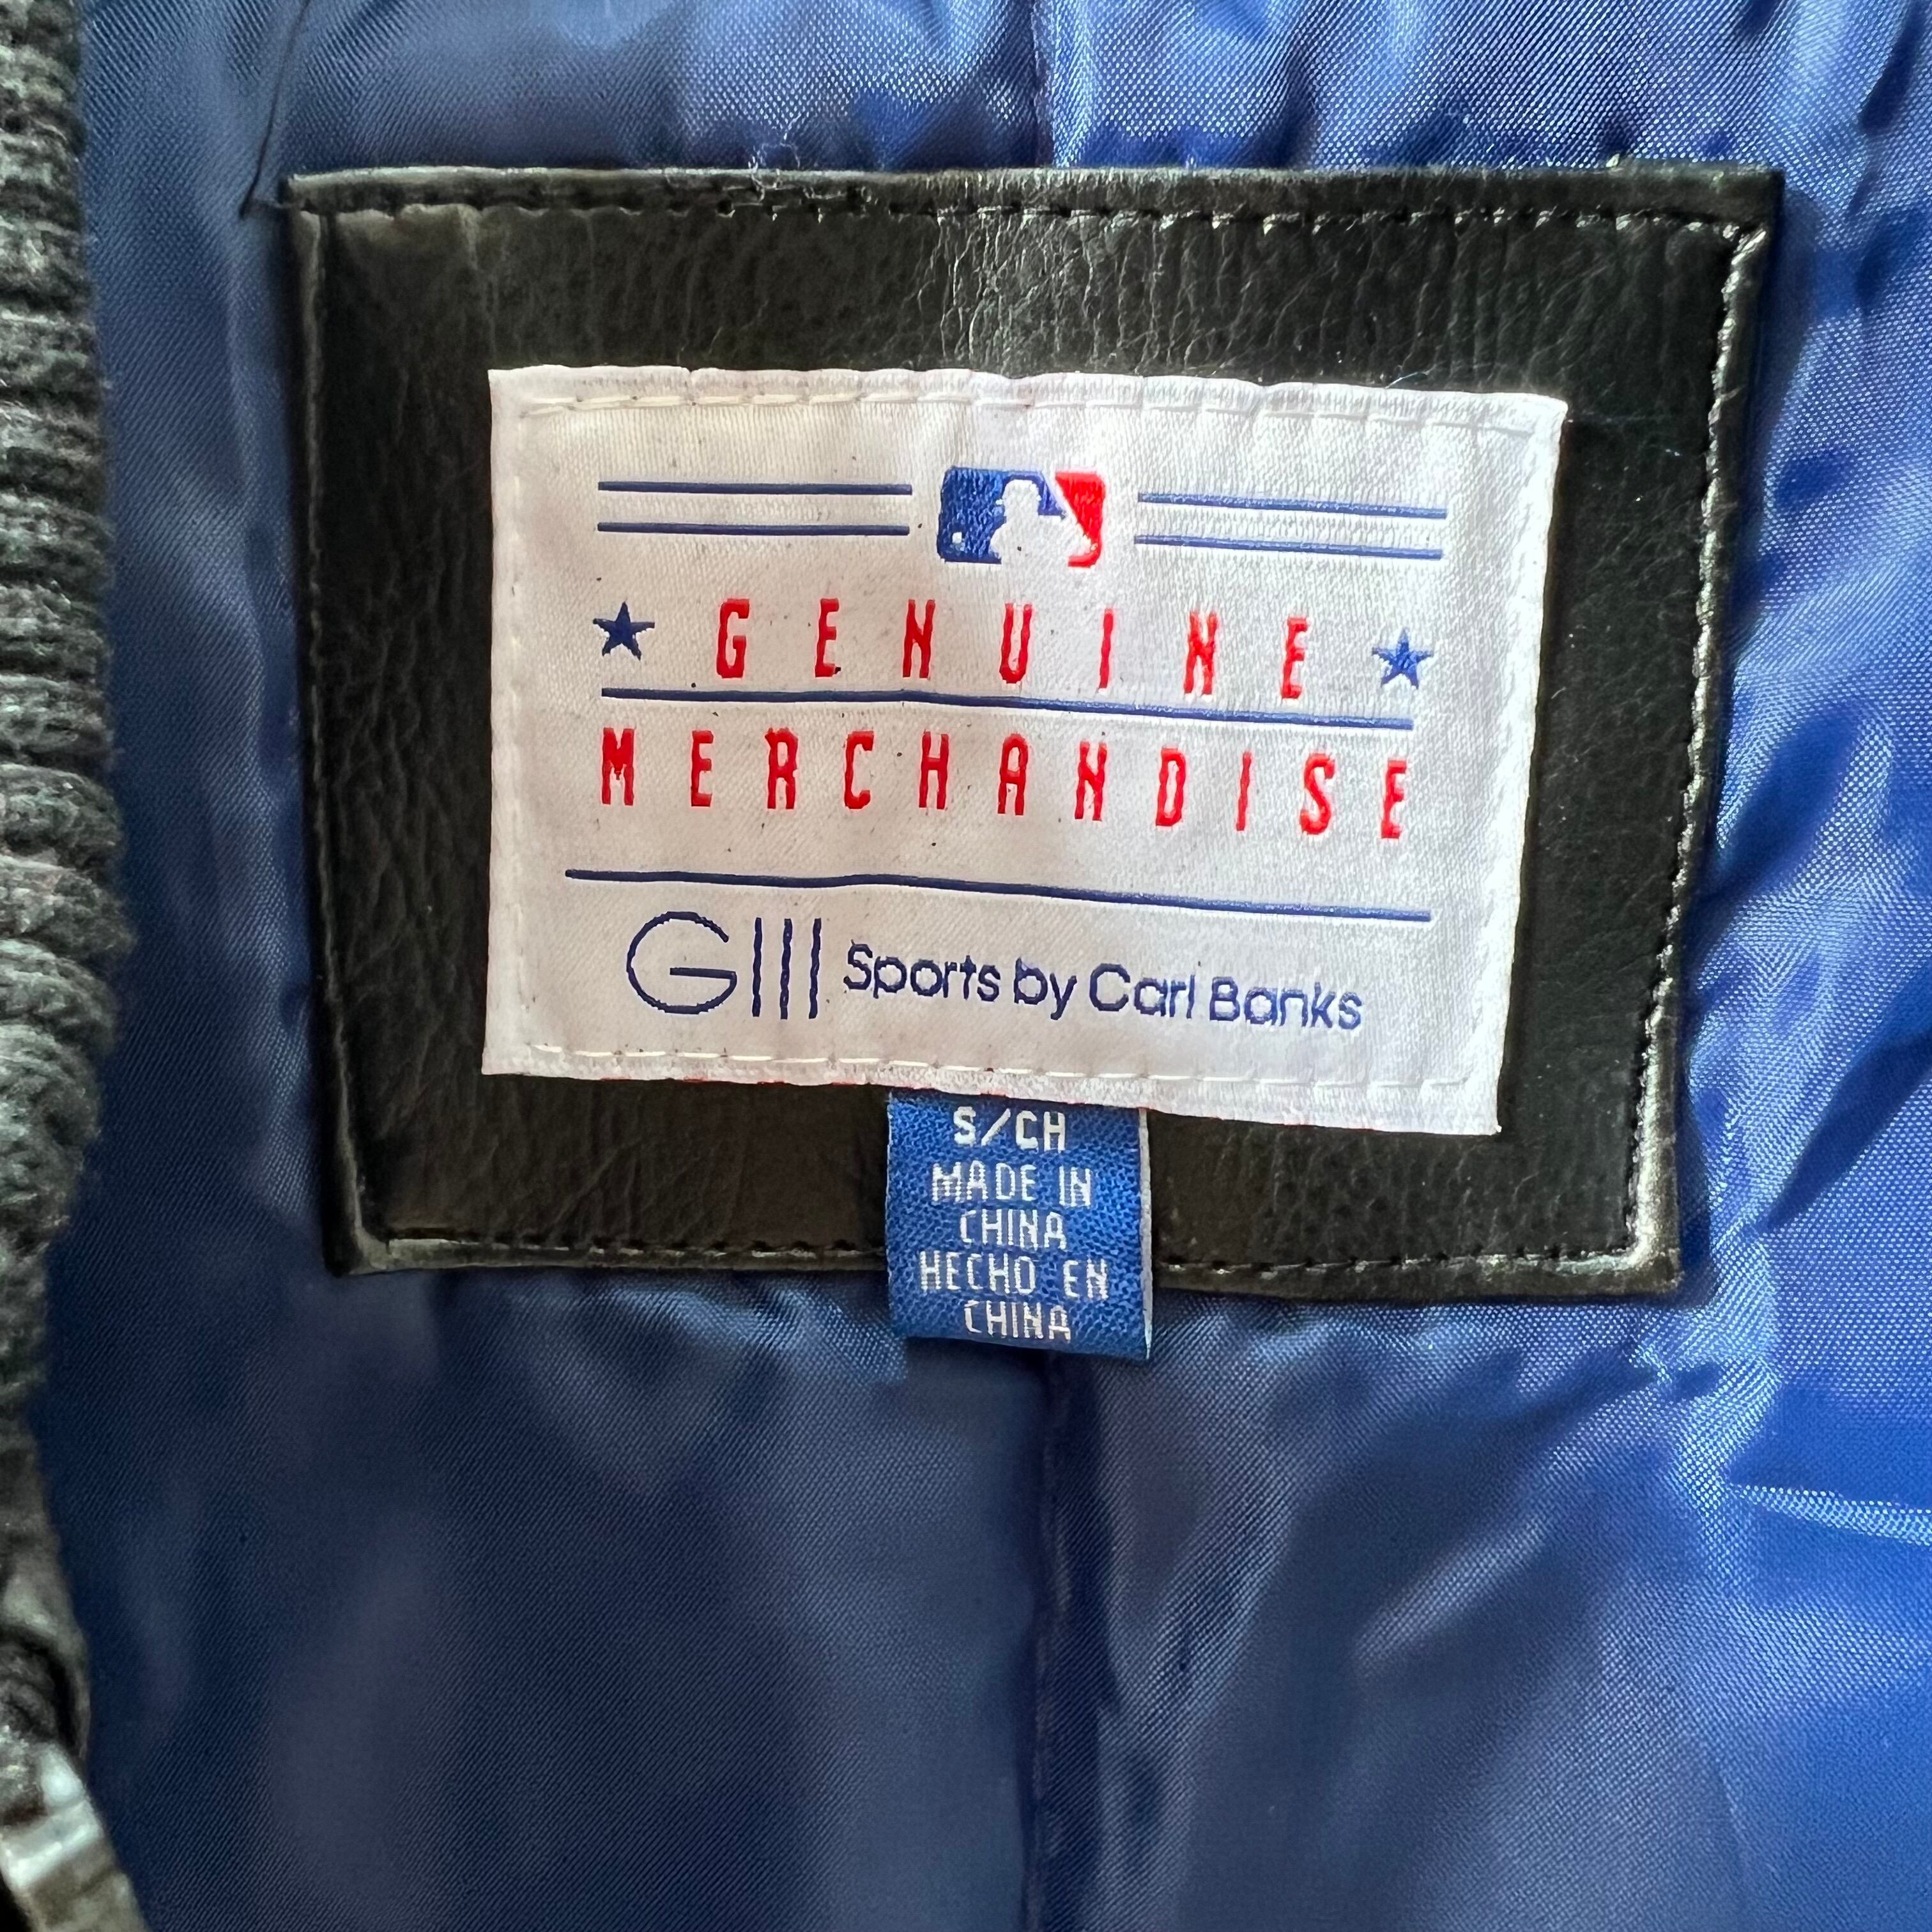 GENUINE
MERCHANDISE
GIII Sports by Carl Banks
S/CH
MADE IN
CHINA
HECHO EN
CHINA